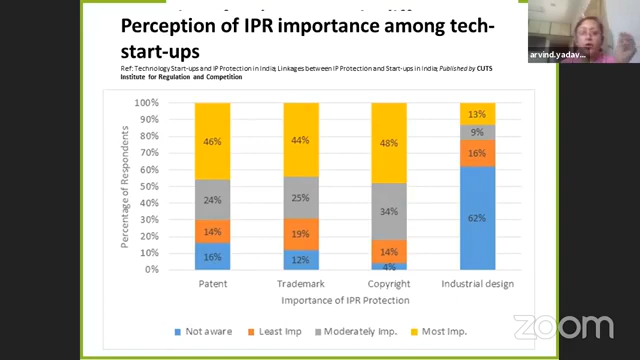 Perception of IPR importance among tech-
start-ups
Ref: Technology Start-ups and IP Protection in India, Linkages between IP Protection and Start-ups in India, Published by CUTS
Institute for Regulation and Competition
arvind.yadav...
100%
90%
80%
70%
60%
50%
40%
30%
20%
10%
0%
Percentage of Respondents
46%
24%
14%
16%
44%
25%
19%
12%
48%
34%
14%
4%
13%
9%
16%
62%
Patent
Trademark
Copyright
Industrial design
Importance of IPR Protection
Not aware
Least Imp
Moderately Imp.
Most Imp.
zoom